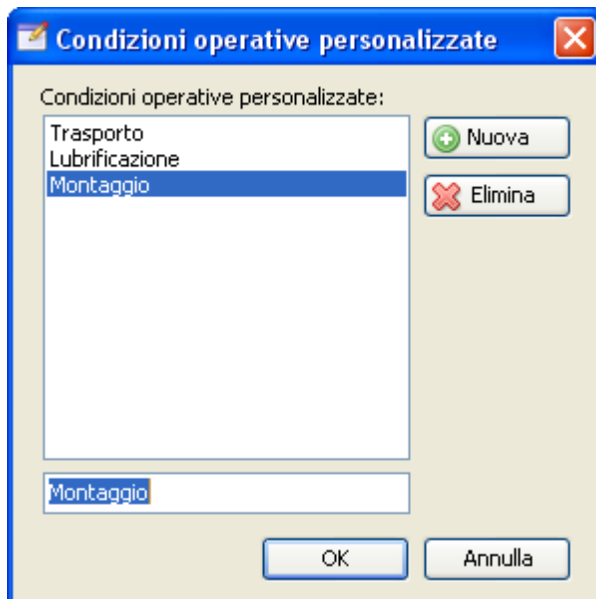 Condizioni operative personalizzate
Condizioni operative personalizzate:
Trasporto
Lubrificazione
Montaggio
Nuova
Elimina
Montaggio
OK
Annulla